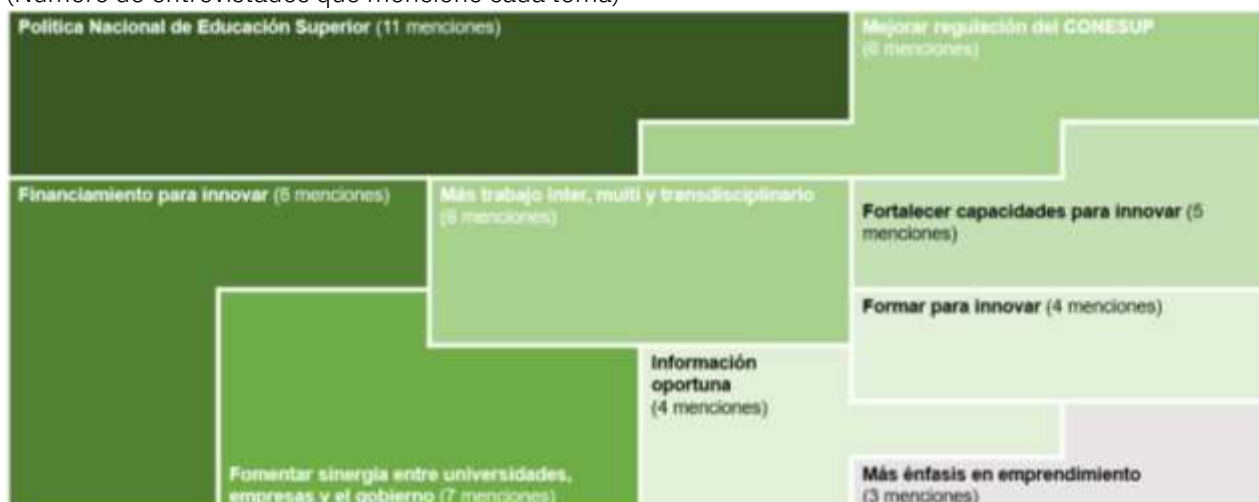 (Número de entrevistados que mencionó cada tema)
Política Nacional de Educación Superior (11 menciones)
Mejorar regulación del CONESUP
(6 menciones)
Financiamiento para innovar (8 menciones)
Más trabajo inter, multi y transdisciplinario
(6 menciones)
Fortalecer capacidades para innovar (5
menciones)
Formar para innovar (4 menciones)
Información
oportuna
(4 menciones)
Fomentar sinergia entre universidades,
empresas y el gobierno (7 menciones)
Más énfasis en emprendimiento
(3 menciones)